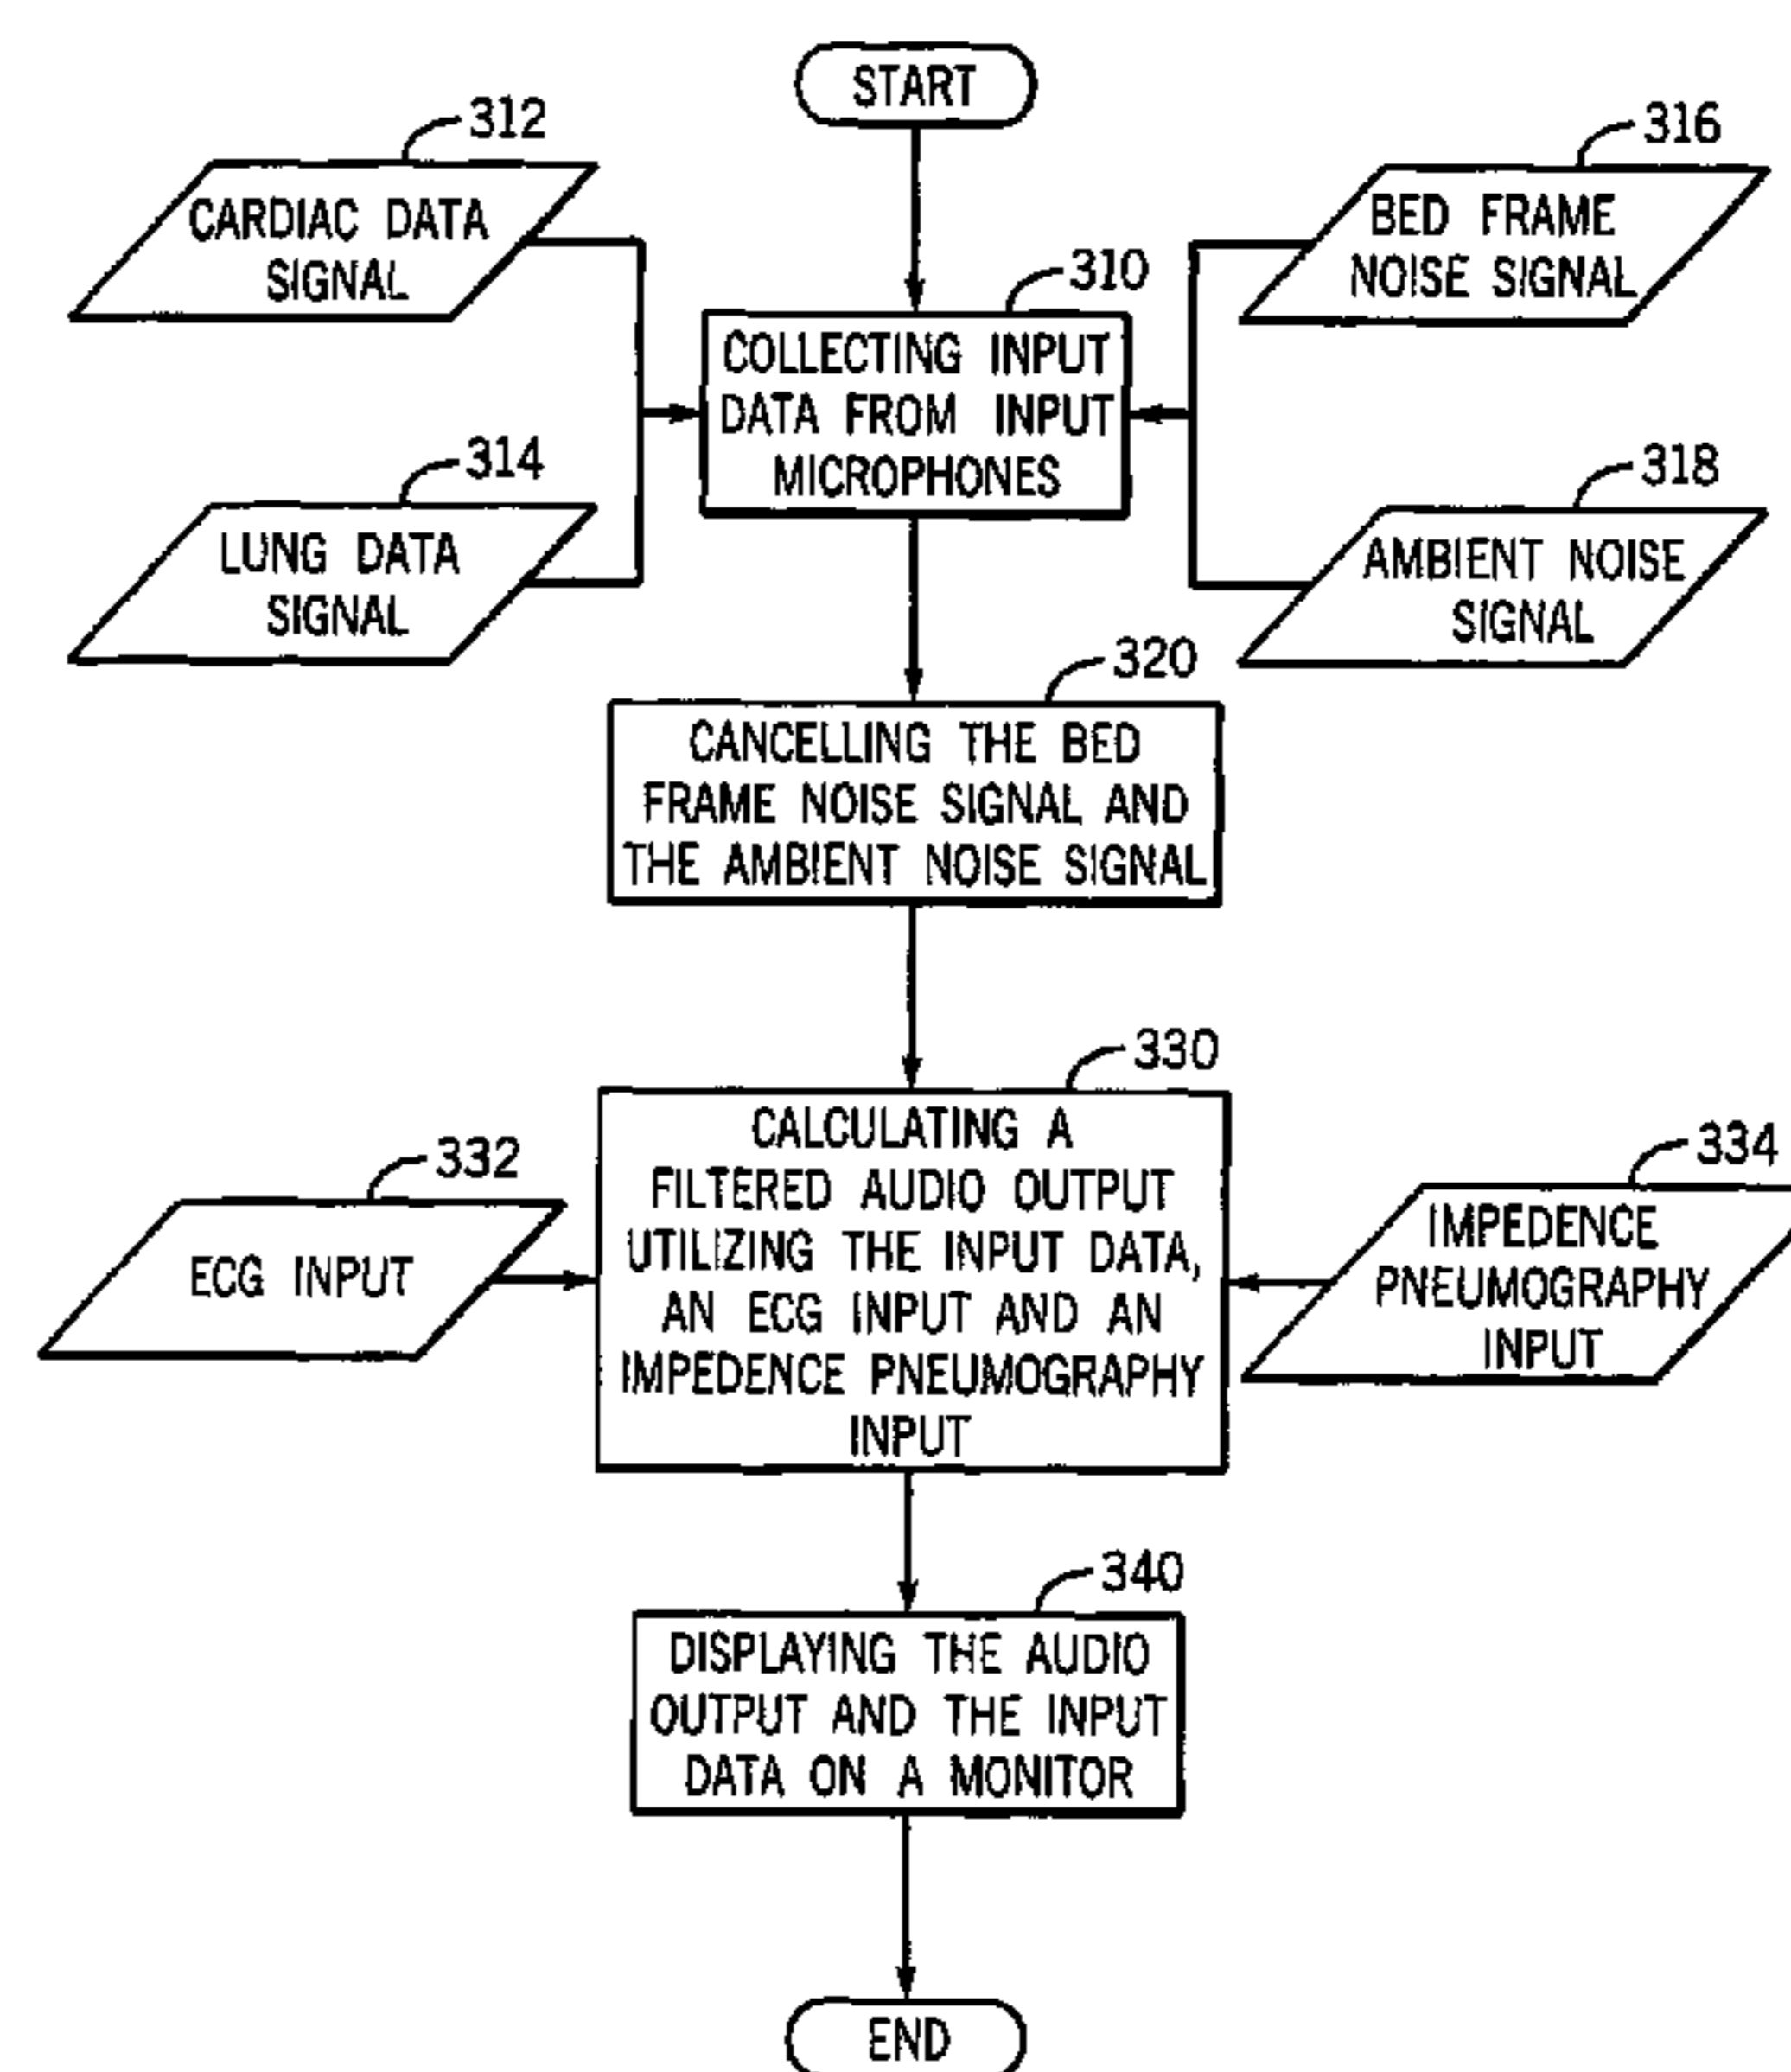 START
312
CARDIAC DATA
SIGNAL
316
BED FRAME
NOISE SIGNAL
310
COLLECTING INPUT
DATA FROM INPUT
MICROPHONES
314
LUNG DATA
SIGNAL
318
AMBIENT NOISE
SIGNAL
320
CANCELLING THE BED
FRAME NOISE SIGNAL AND
THE AMBIENT NOISE SIGNAL
330
CALCULATING A
FILTERED AUDIO OUTPUT
UTILIZING THE INPUT DATA,
AN ECG INPUT AND AN
IMPEDENCE PNEUMOGRAPHY
INPUT
332
ECG INPUT
334
IMPEDENCE
PNEUMOGRAPHY
INPUT
340
DISPLAYING THE AUDIO
OUTPUT AND THE INPUT
DATA ON A MONITOR
END